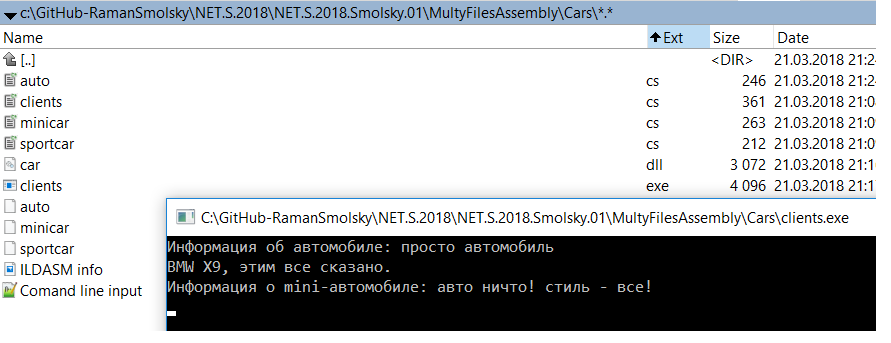 c:\GitHub-RamanSmolsky\NET.S.2018\NET.S.2018.Smolsky.01\MultyFilesAssembly\Cars\*.*
Name Ext Size Date
[..] <DIR> 21.03.2018 21:2
auto cs 246 21.03.2018 21:2
clients cs 361 21.03.2018 21:0
minicar cs 263 21.03.2018 21:0
sportcar cs 212 21.03.2018 21:0
car dll 3 072 21.03.2018 21:1
clients exe 4 096 21.03.2018 21:1
auto
minicar
sportcar
ILDASM info
Comand line input
C:\GitHub-RamanSmolsky\NET.S.2018\NET.S.2018.Smolsky.01\MultyFilesAssembly\Cars\clients.exe
Информация об автомобиле: просто автомобиль
BMW X9, этим все сказано.
Информация о mini-автомобиле: авто ничто! стиль - все!